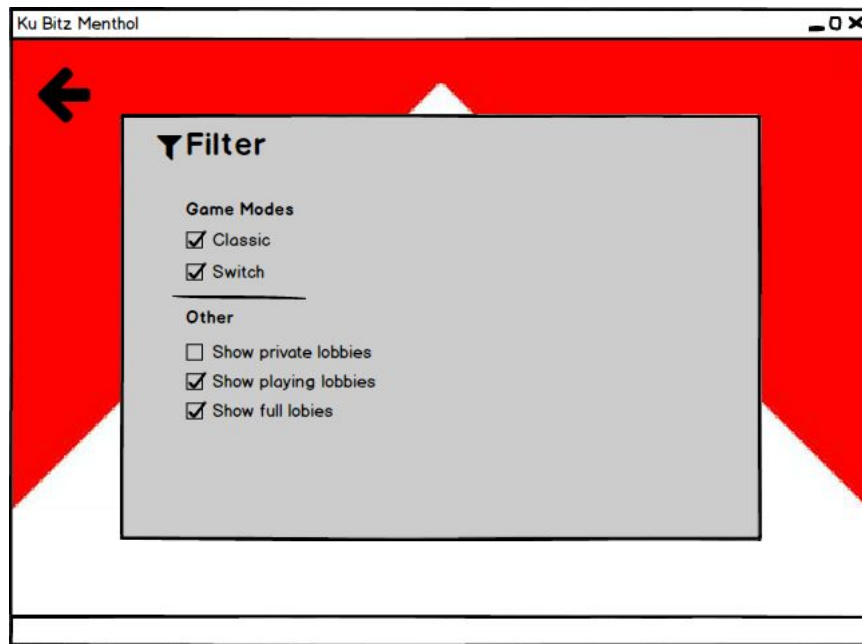 Ku Bitz Menthol
Filter
Game Modes
Classic
Switch
Other
Show private lobbies
Show playing lobbies
Show full lobies